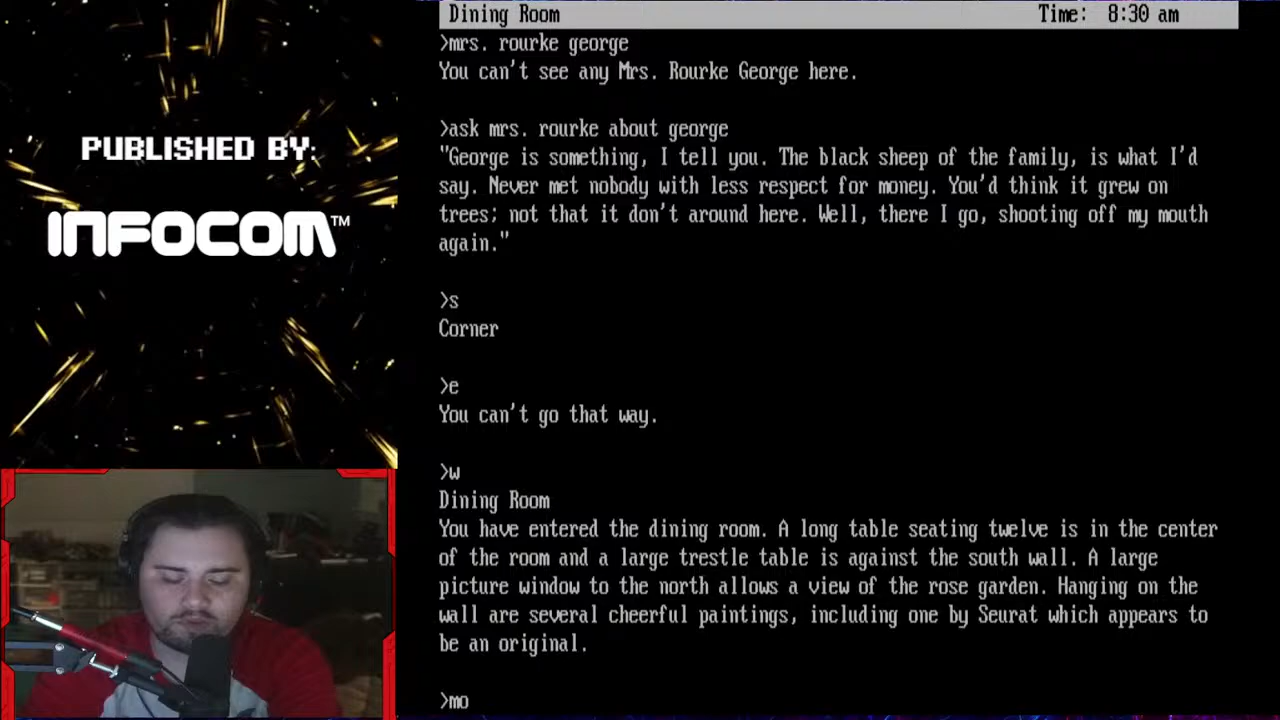 PUBLISHED BY:
INFOCOM™
Dining Room Time: 8:30 am
>mrs. rourke george
You can't see any Mrs. Rourke George here.
>ask mrs. rourke about george
"George is something, I tell you. The black sheep of the family, is what I'd
say. Never met nobody with less respect for money. You'd think it grew on
trees; not that it don't around here. Well, there I go, shooting off my mouth
again."
>s
Corner
>e
You can't go that way.
>w
Dining Room
You have entered the dining room. A long table seating twelve is in the center
of the room and a large trestle table is against the south wall. A large
picture window to the north allows a view of the rose garden. Hanging on the
wall are several cheerful paintings, including one by Seurat which appears to
be an original.
>mo